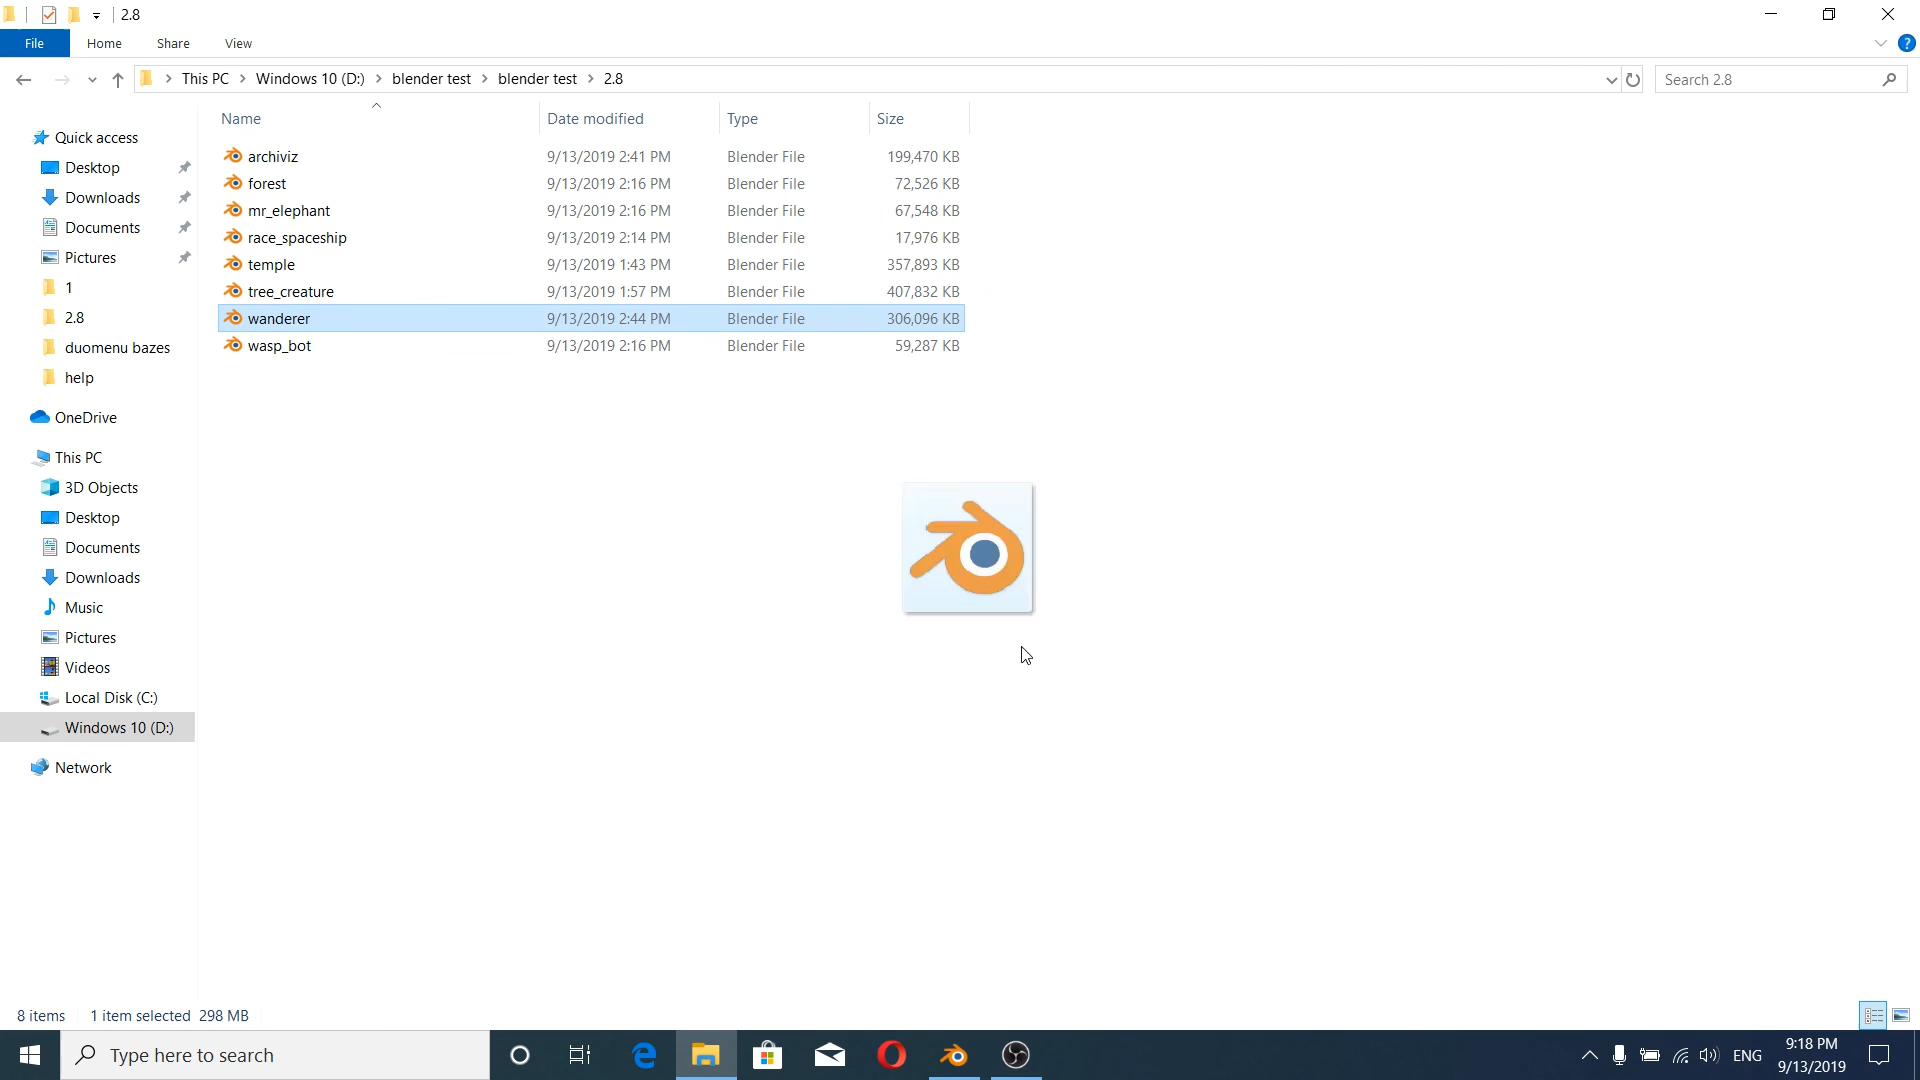 2.8
File Home Share View
This PC Windows 10 (D:) blender test blender test 2.8
Search 2.8
Name Date modified Type Size
archiviz 9/13/2019 2:41 PM Blender File 199,470 KB
forest 9/13/2019 2:16 PM Blender File 72,526 KB
mr_elephant 9/13/2019 2:16 PM Blender File 67,548 KB
race_spaceship 9/13/2019 2:14 PM Blender File 17,976 KB
temple 9/13/2019 1:43 PM Blender File 357,893 KB
tree_creature 9/13/2019 1:57 PM Blender File 407,832 KB
wanderer 9/13/2019 2:44 PM Blender File 306,096 KB
wasp_bot 9/13/2019 2:16 PM Blender File 59,287 KB
Quick access
Desktop
Downloads
Documents
Pictures
1
2.8
duomenu bazes
help
OneDrive
This PC
3D Objects
Desktop
Documents
Downloads
Music
Pictures
Videos
Local Disk (C:)
Windows 10 (D:)
Network
8 items 1 item selected 298 MB
Type here to search
ENG
9:18 PM
9/13/2019